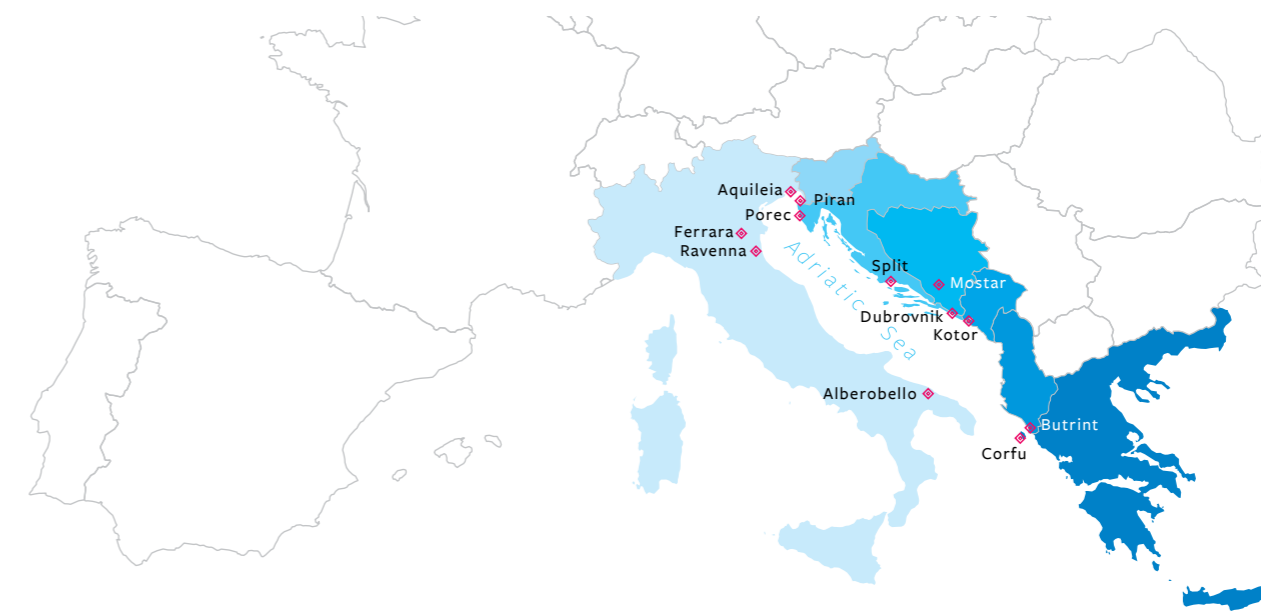 Aquileia
Piran
Porec
Ferrara
Ravenna
Adriatic Sea
Split
Mostar
Dubrovnik
Kotor
Alberobello
Butrint
Corfu